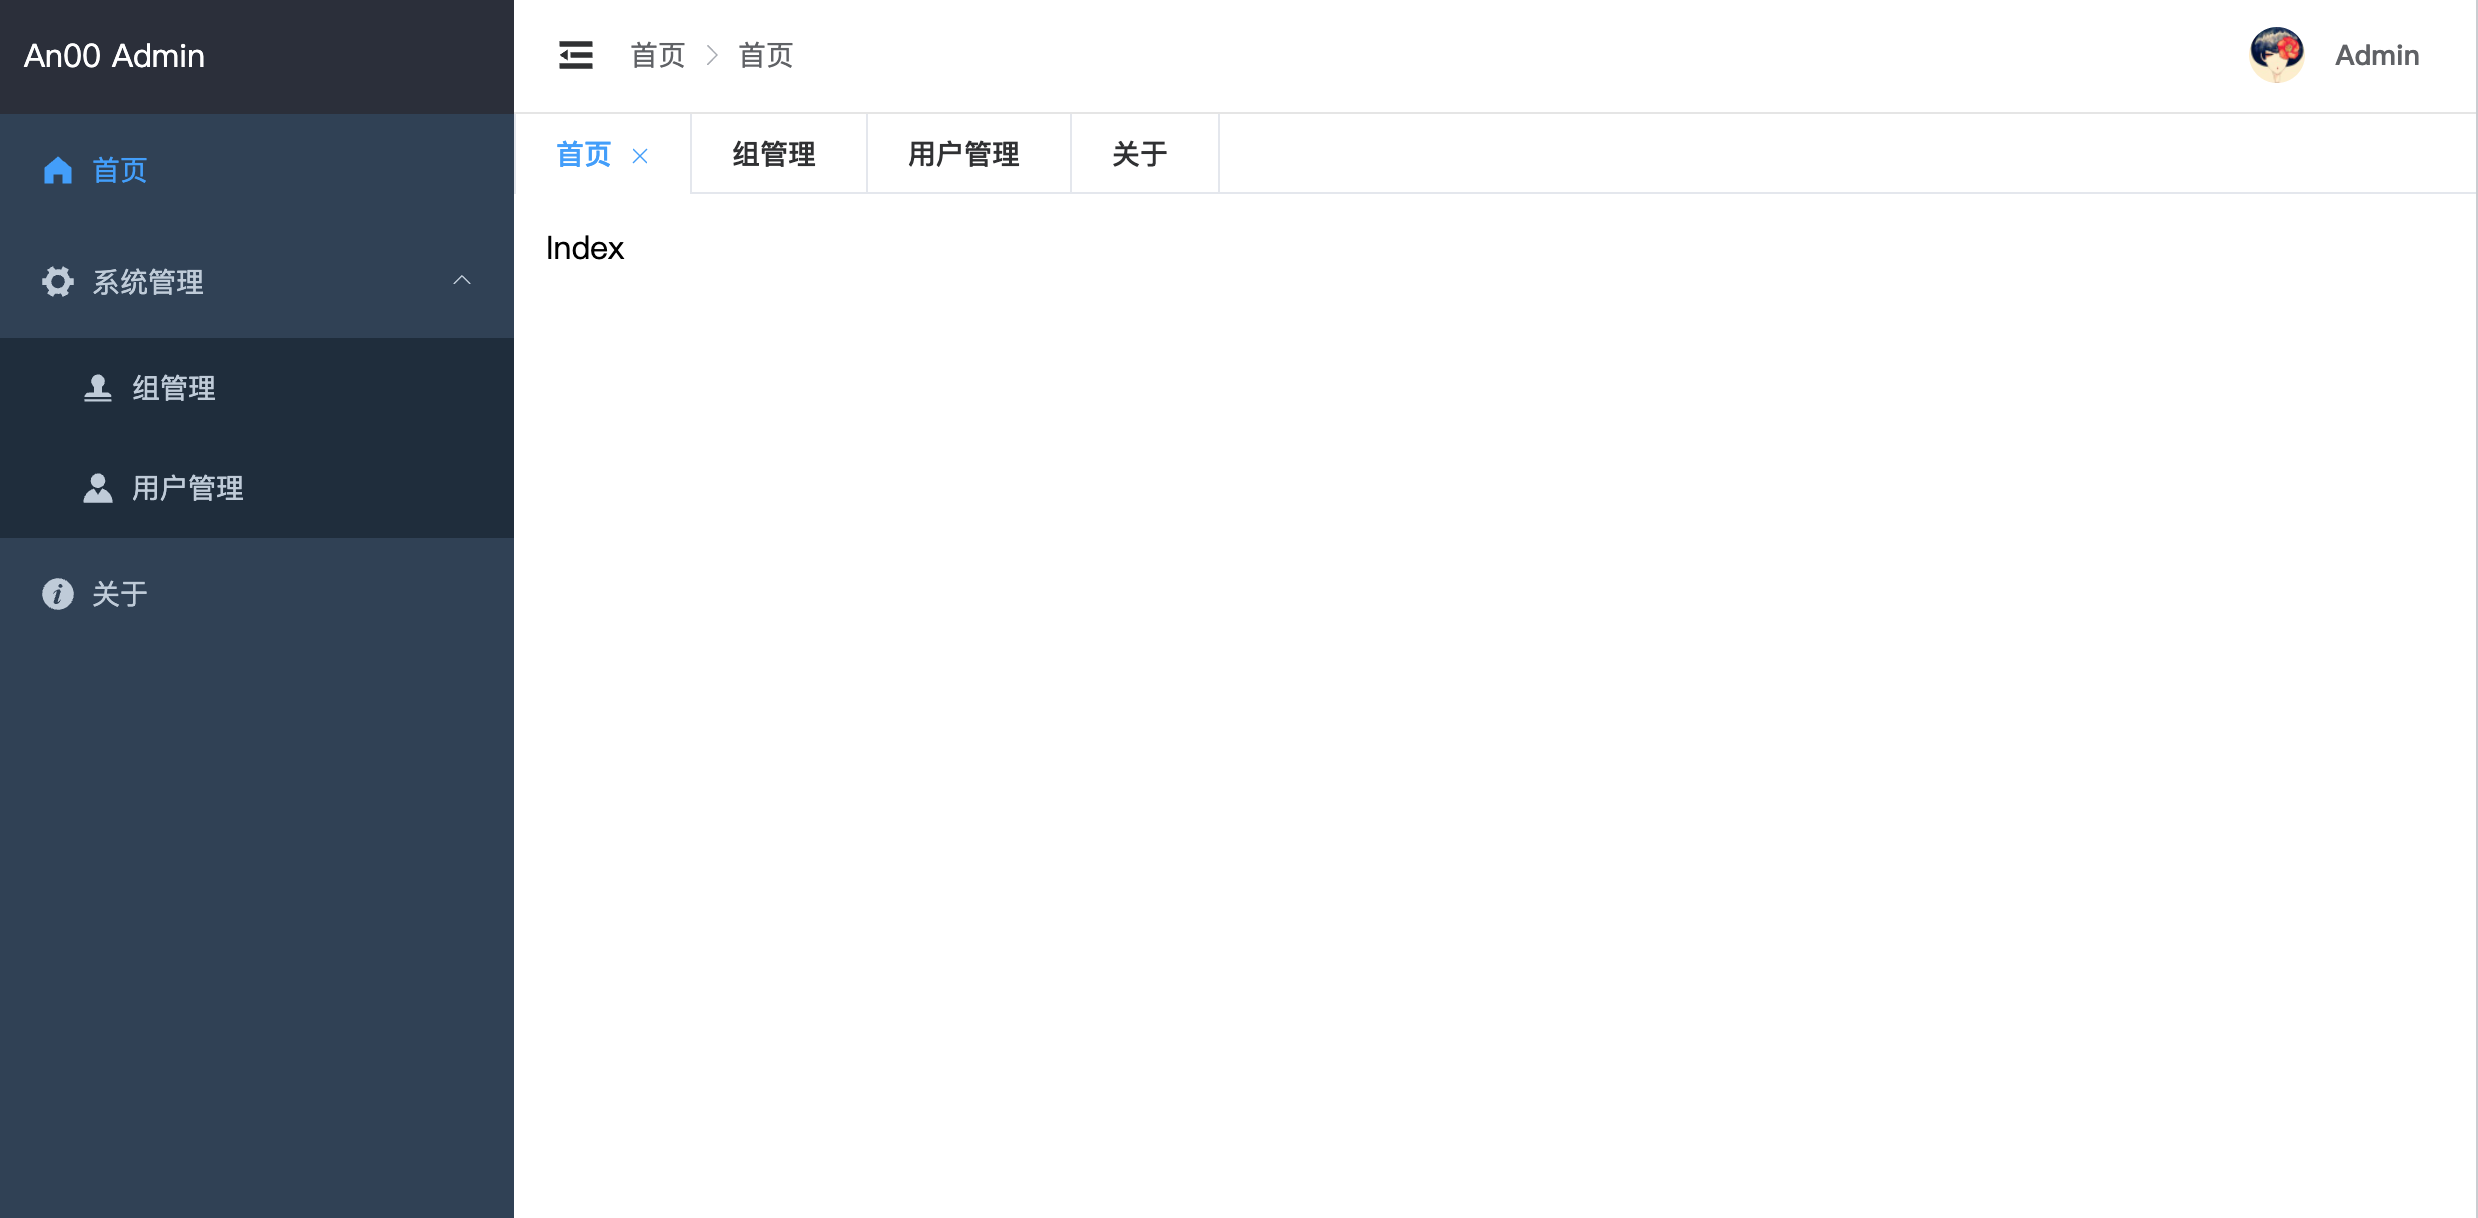 An00 Admin
首页
系统管理
组管理
用户管理
关于
首页 > 首页
Admin
首页 × 组管理 用户管理 关于
Index